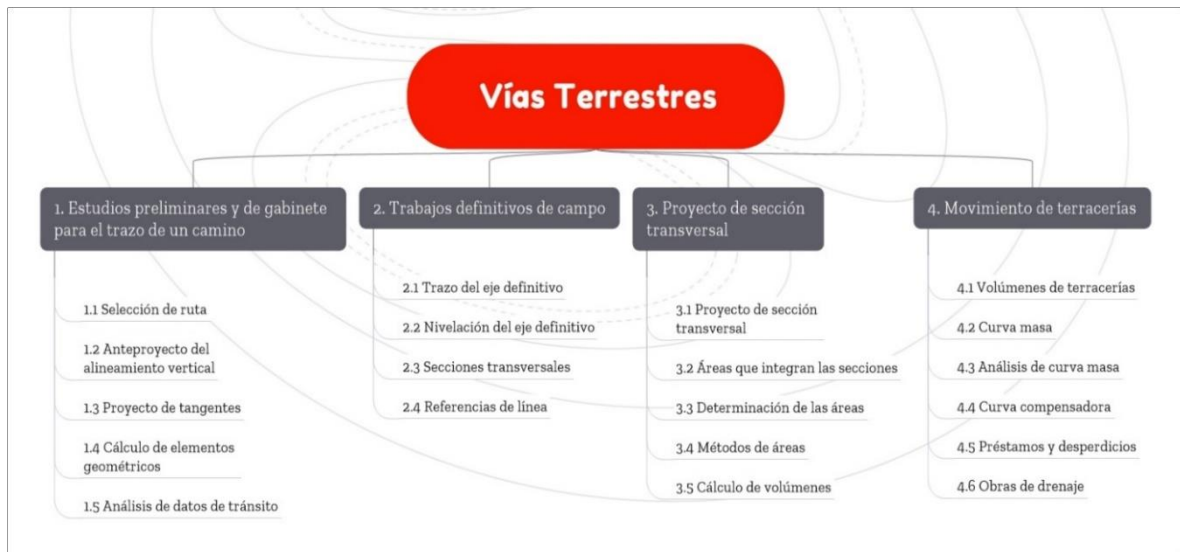 Vías Terrestres
1. Estudios preliminares y de gabinete
para el trazo de un camino
1.1 Selección de ruta
1.2 Anteproyecto del
alineamiento vertical
1.3 Proyecto de tangentes
1.4 Cálculo de elementos
geométricos
1.5 Análisis de datos de tránsito
2. Trabajos definitivos de campo
2.1 Trazo del eje definitivo
2.2 Nivelación del eje definitivo
2.3 Secciones transversales
2.4 Referencias de línea
3. Proyecto de sección
transversal
3.1 Proyecto de sección
transversal
3.2 Áreas que integran las secciones
3.3 Determinación de las áreas
3.4 Métodos de áreas
3.5 Cálculo de volúmenes
4. Movimiento de terracerías
4.1 Volúmenes de terracerías
4.2 Curva masa
4.3 Análisis de curva masa
4.4 Curva compensadora
4.5 Préstamos y desperdicios
4.6 Obras de drenaje